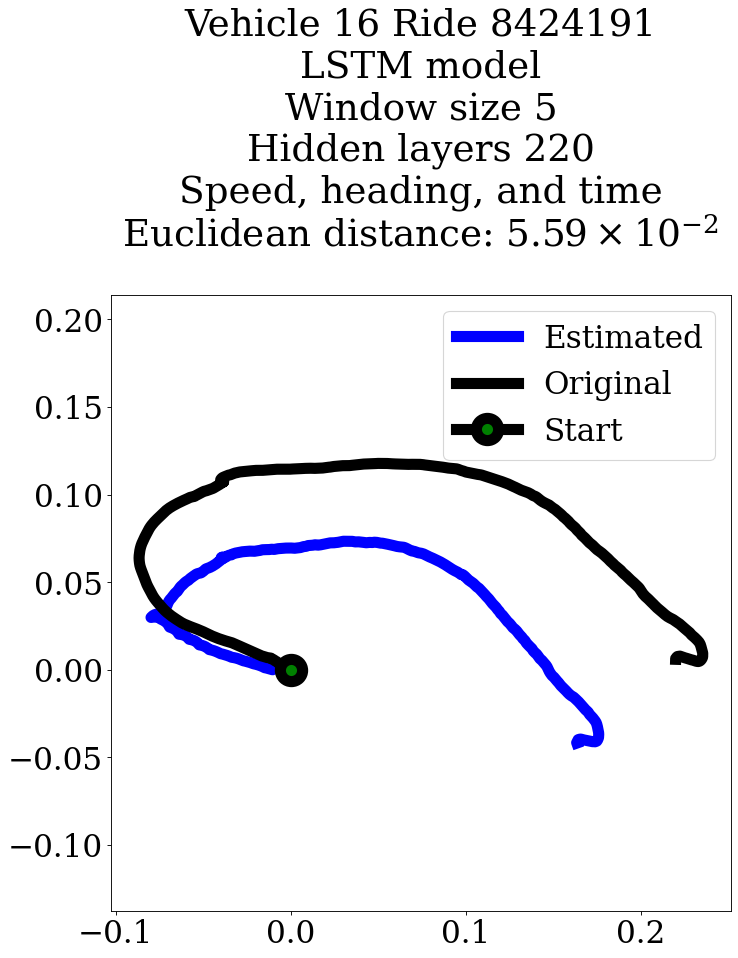 Vehicle 16 Ride 8424191
LSTM model
Window size 5
Hidden layers 220
Speed, heading, and time
Euclidean distance: 5.59 × 10⁻²
Estimated
Original
Start
0.20
0.15
0.10
0.05
0.00
−0.05
−0.10
−0.1 0.0 0.1 0.2